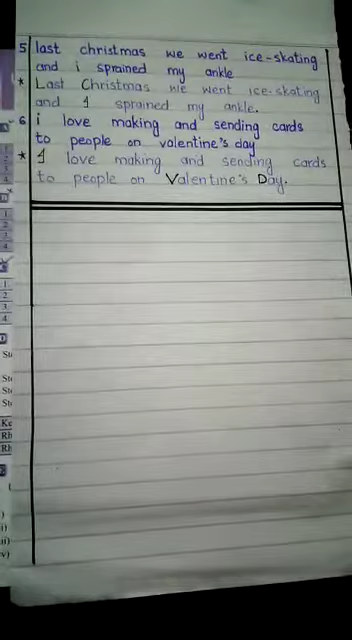 5 last christmas we went ice-skating
and i sprained my ankle
* Last Christmas we went ice-skating
and I sprained my ankle.
6 i love making and sending cards
to people on valentine's day
* I love making and sending cards
to people on Valentine's Day.